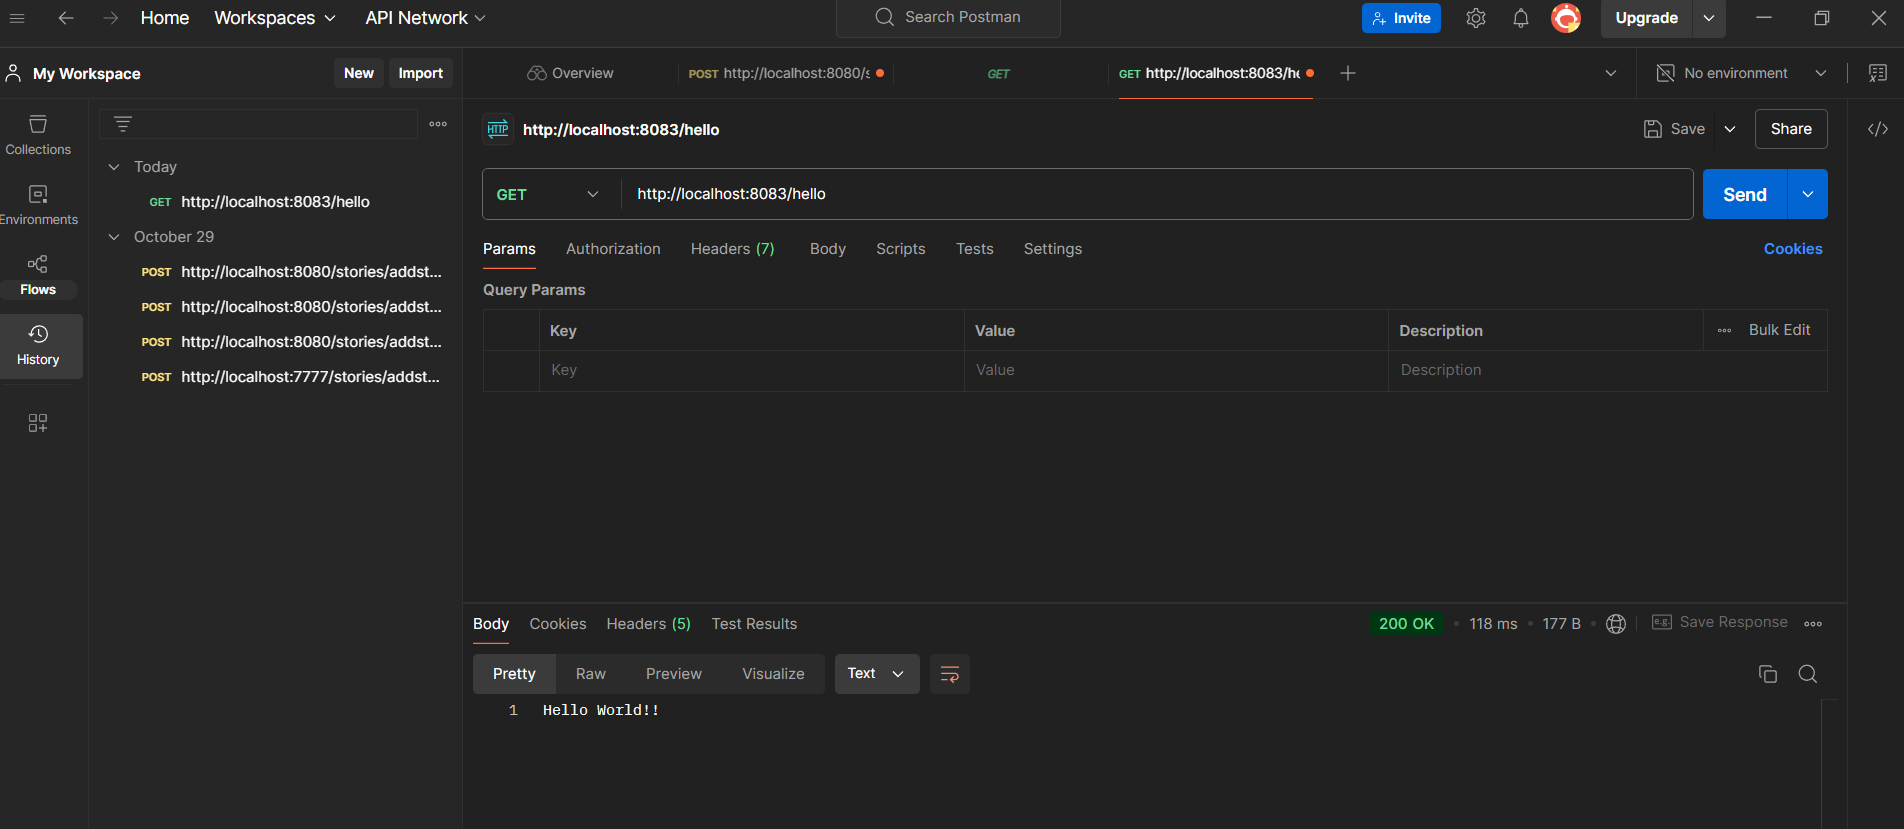 Home Workspaces API Network Search Postman Invite Upgrade
My Workspace New Import Overview POST http://localhost:8080/s GET GET http://localhost:8083/he No environment
Collections
Environments
Flows
History
Today
GET http://localhost:8083/hello
October 29
POST http://localhost:8080/stories/addst...
POST http://localhost:8080/stories/addst...
POST http://localhost:8080/stories/addst...
POST http://localhost:7777/stories/addst...
HTTP http://localhost:8083/hello Save Share
GET http://localhost:8083/hello Send
Params Authorization Headers (7) Body Scripts Tests Settings Cookies
Query Params
Key Value Description Bulk Edit
Key Value Description
Body Cookies Headers (5) Test Results 200 OK • 118 ms • 177 B • e.g. Save Response
Pretty Raw Preview Visualize Text
1 Hello World!!